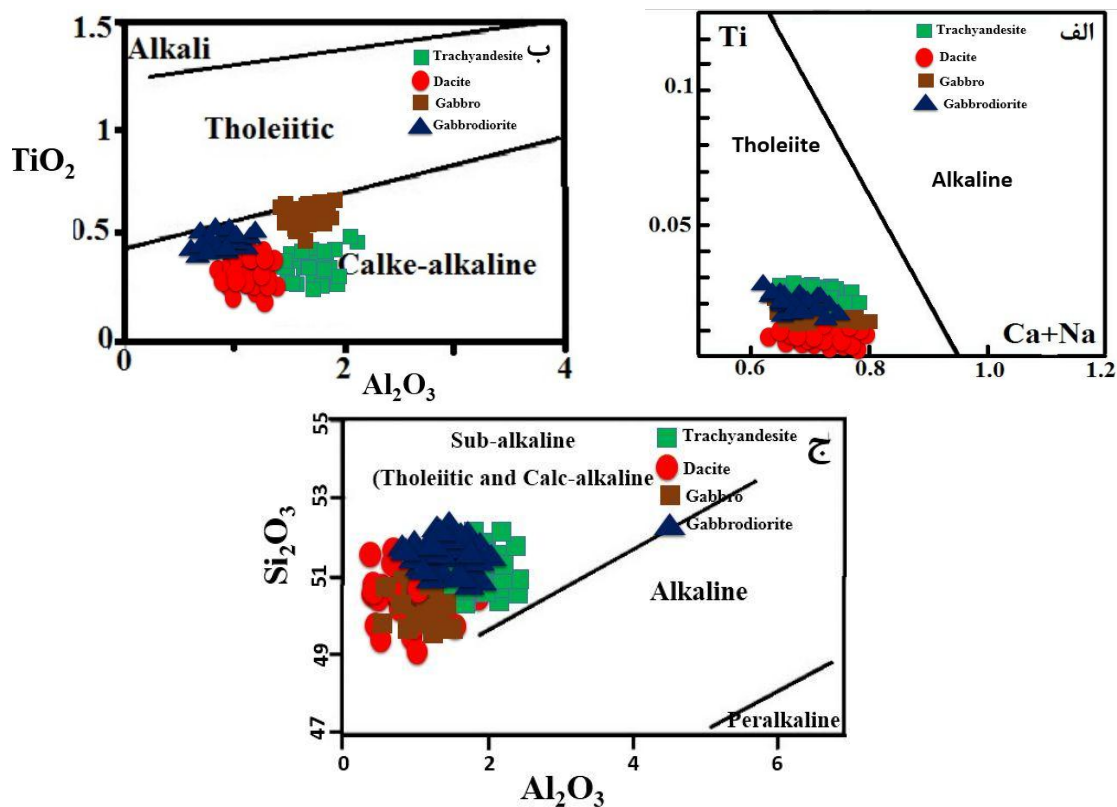 1.5
Alkali
ب
Trachyandesite
Dacite
Gabbro
Gabbrodiorite
1
Tholeiitic
TiO₂
0.5
Calke-alkaline
0
0
2
4
Al₂O₃
Ti
الف
Trachyandesite
Dacite
Gabbro
Gabbrodiorite
0.1
Tholeiite
Alkaline
0.05
Ca+Na
0.6
0.8
1.0
1.2
55
Sub-alkaline
ج
Trachyandesite
(Tholeiitic and Calc-alkaline
Dacite
53
Gabbro
Gabbrodiorite
Si₂O₃
51
Alkaline
49
47
Peralkaline
0
2
4
6
Al₂O₃